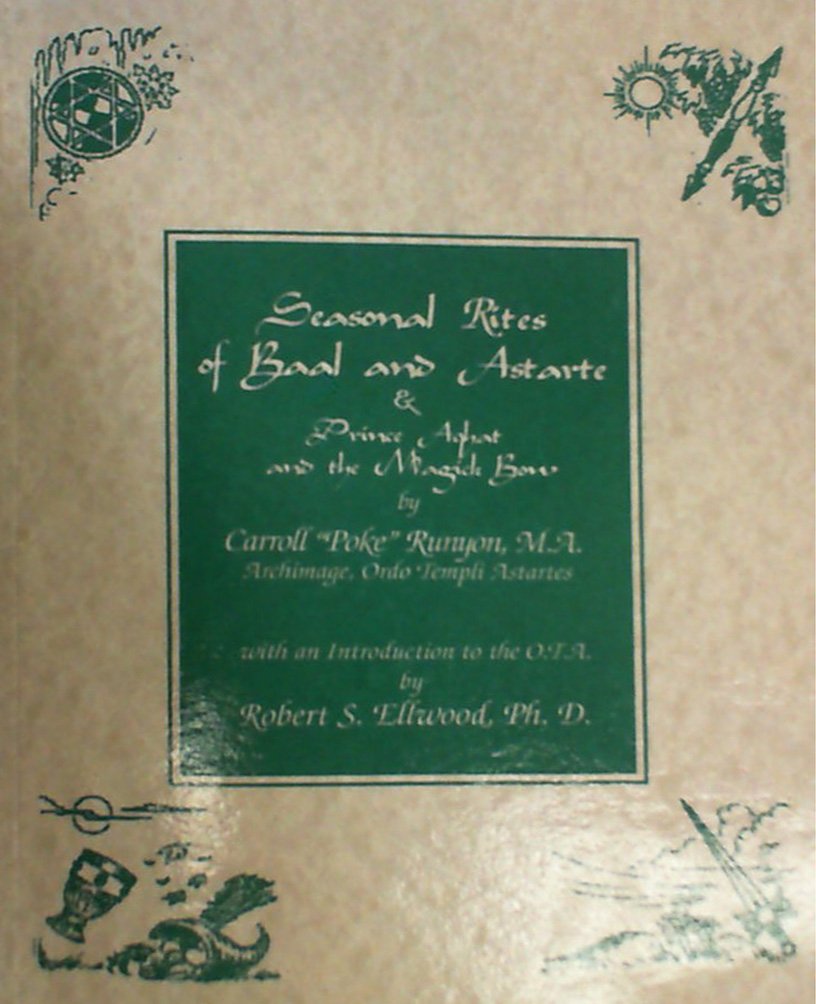 Seasonal Rites
of Baal and Astarte
&
Prince Aqhat
and the Magick Bow
by
Carroll "Poke" Runyon, M.A.
Archimage, Ordo Templi Astartes
with an Introduction to the O.T.A.
by
Robert S. Ellwood, Ph. D.